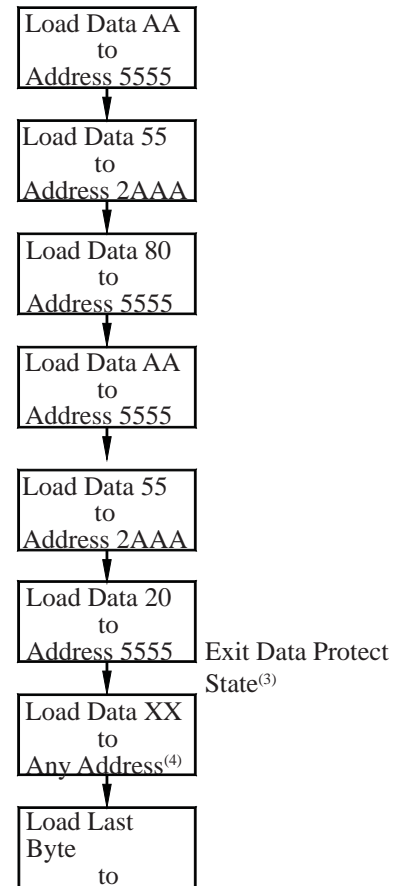 Load Data AA
to
Address 5555
Load Data 55
to
Address 2AAA
Load Data 80
to
Address 5555
Load Data AA
to
Address 5555
Load Data 55
to
Address 2AAA
Load Data 20
to
Address 5555
Exit Data Protect
State(3)
Load Data XX
to
Any Address(4)
Load Last
Byte
to